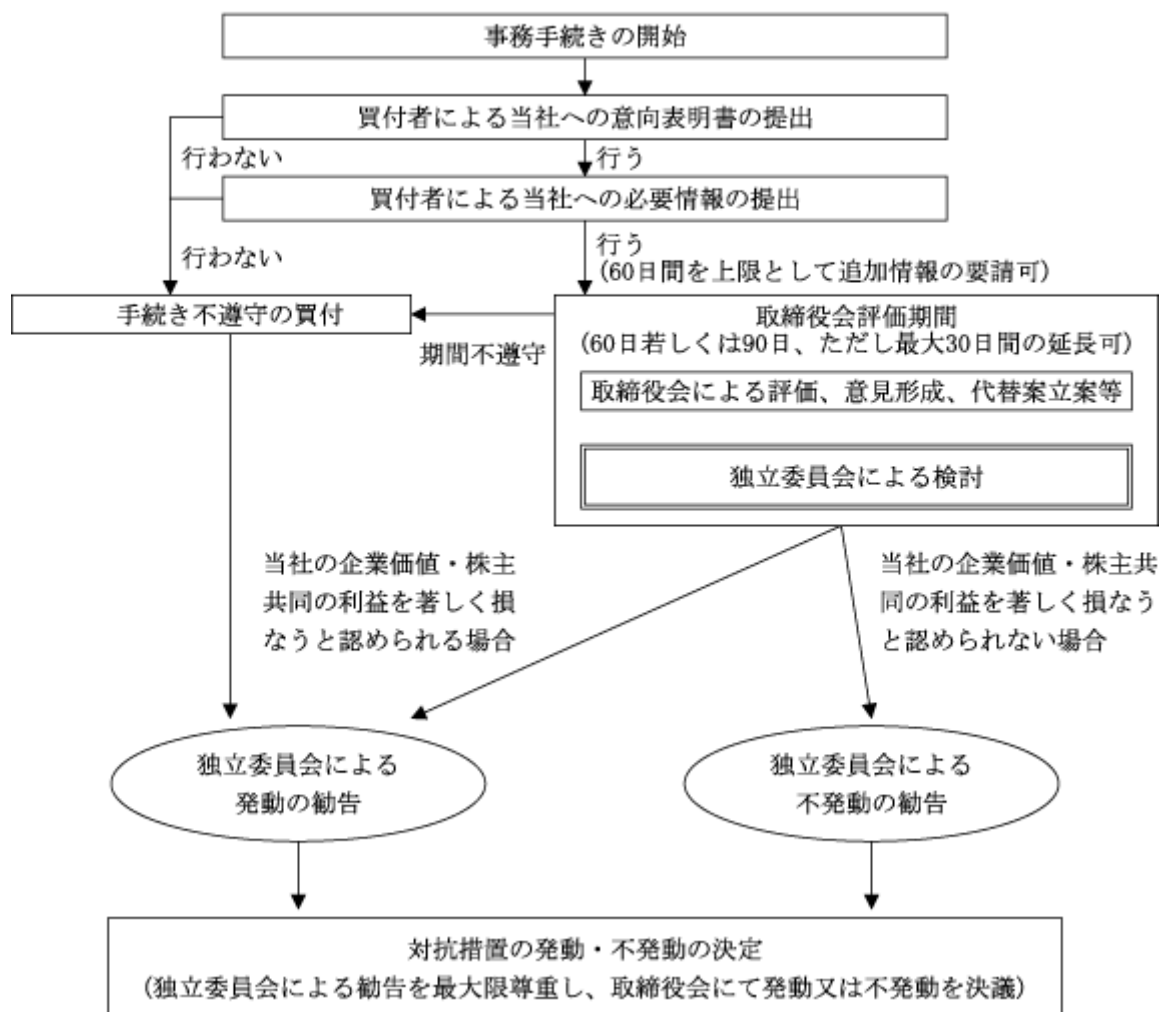 事務手続きの開始
買付者による当社への意向表明書の提出
行わない
行う
買付者による当社への必要情報の提出
行わない
行う
(60日間を上限として追加情報の要請可)
手続き不遵守の買付
期間不遵守
取締役会評価期間
(60日若しくは90日、ただし最大30日間の延長可)
取締役会による評価、意見形成、代替案立案等
独立委員会による検討
当社の企業価値・株主
共同の利益を著しく損
なうと認められる場合
当社の企業価値・株主共
同の利益を著しく損なう
と認められない場合
独立委員会による
発動の勧告
独立委員会による
不発動の勧告
対抗措置の発動・不発動の決定
(独立委員会による勧告を最大限尊重し、取締役会にて発動又は不発動を決議)